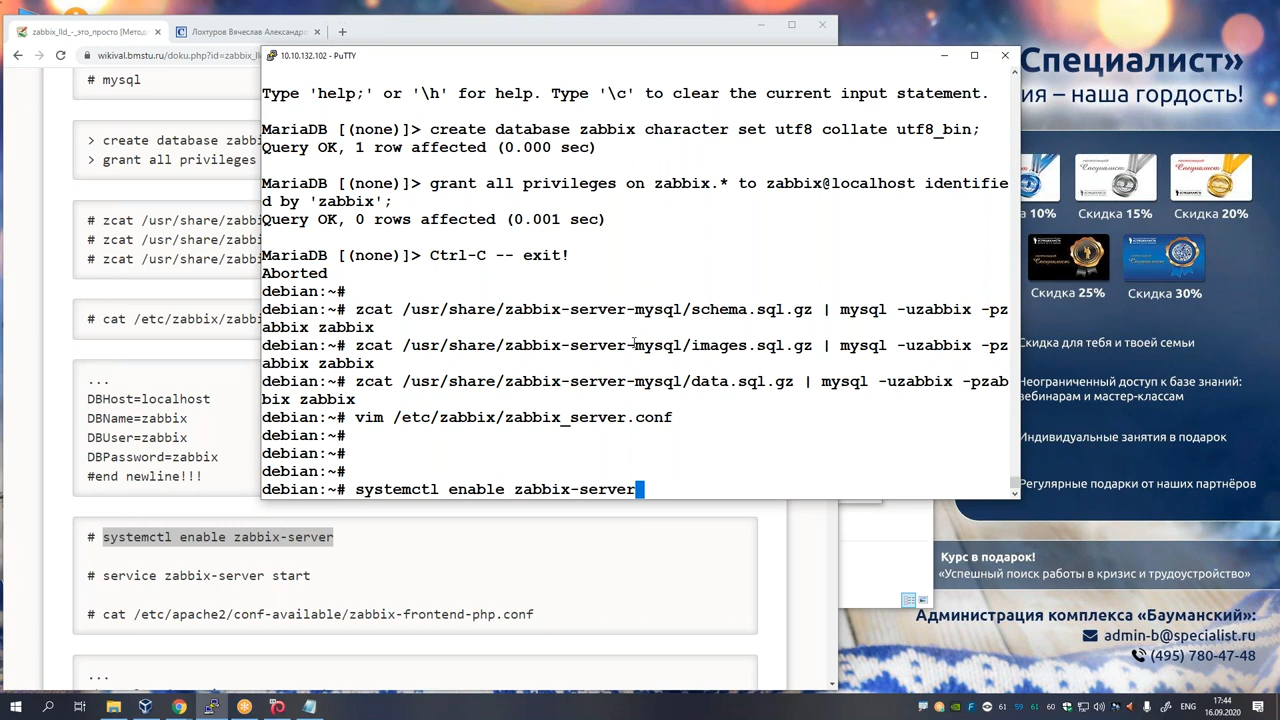 zabbix_lld_-_это_просто [Метод
Лохтуров Вячеслав Александро
wikival.bmstu.ru/doku.php?id=zabbix_l
10.10.132.102 - PuTTY
# mysql
> create database zabbi
> grant all privileges
# zcat /usr/share/zabbi
# zcat /usr/share/zabbi
# zcat /usr/share/zabbi
# cat /etc/zabbix/zabbi
...
DBHost=localhost
DBName=zabbix
DBUser=zabbix
DBPassword=zabbix
#end newline!!!
# systemctl enable zabbix-server
# service zabbix-server start
# cat /etc/apache2/conf-available/zabbix-frontend-php.conf
...
Type 'help;' or '\h' for help. Type '\c' to clear the current input statement.
MariaDB [(none)]> create database zabbix character set utf8 collate utf8_bin;
Query OK, 1 row affected (0.000 sec)
MariaDB [(none)]> grant all privileges on zabbix.* to zabbix@localhost identifie
d by 'zabbix';
Query OK, 0 rows affected (0.001 sec)
MariaDB [(none)]> Ctrl-C -- exit!
Aborted
debian:~#
debian:~# zcat /usr/share/zabbix-server-mysql/schema.sql.gz | mysql -uzabbix -pz
abbix zabbix
debian:~# zcat /usr/share/zabbix-server-mysql/images.sql.gz | mysql -uzabbix -pz
abbix zabbix
debian:~# zcat /usr/share/zabbix-server-mysql/data.sql.gz | mysql -uzabbix -pzab
bix zabbix
debian:~# vim /etc/zabbix/zabbix_server.conf
debian:~#
debian:~#
debian:~#
debian:~# systemctl enable zabbix-server
Специалист»
ия – наша гордость!
а 10%
Скидка 15%
Скидка 20%
Скидка 25%
Скидка 30%
Скидка для тебя и твоей семьи
Неограниченный доступ к базе знаний:
вебинарам и мастер-классам
Индивидуальные занятия в подарок
Регулярные подарки от наших партнёров
Курс в подарок!
«Успешный поиск работы в кризис и трудоустройство»
Администрация комплекса «Бауманский»:
admin-b@specialist.ru
(495) 780-47-48
61 59 61 60
17:44
16.09.2020